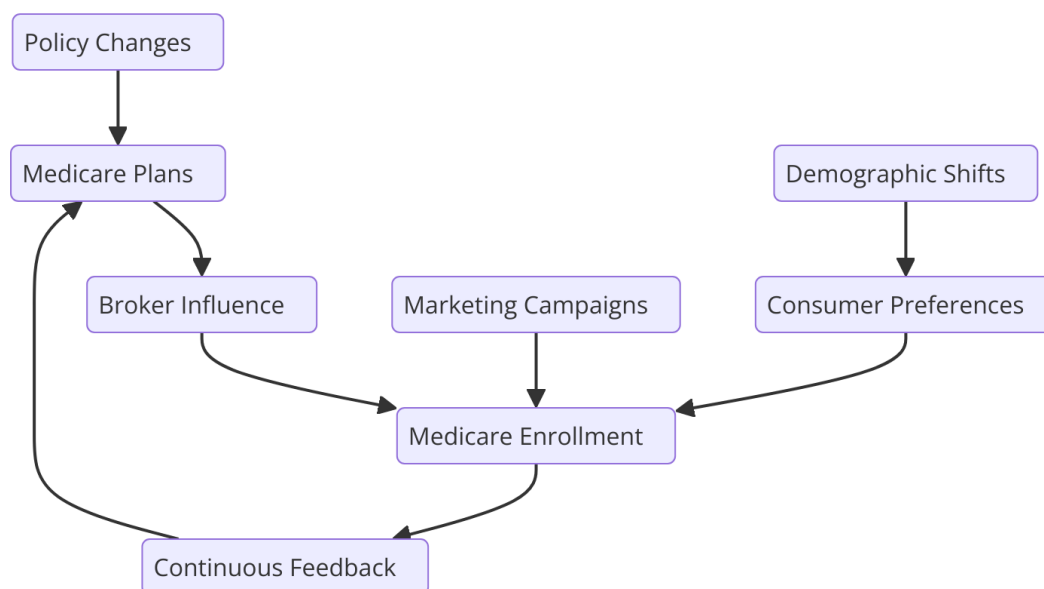 Policy Changes
Medicare Plans
Demographic Shifts
Broker Influence
Marketing Campaigns
Consumer Preferences
Medicare Enrollment
Continuous Feedback